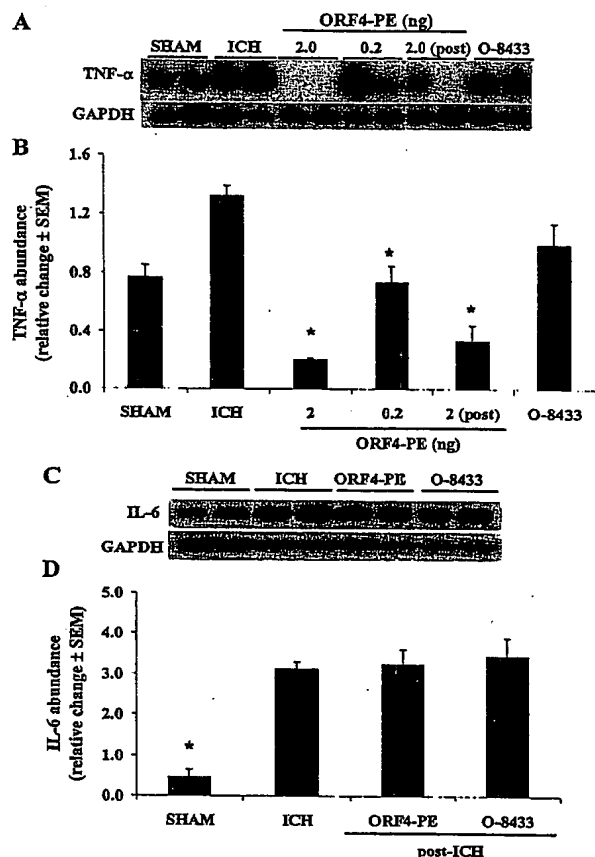 A
ORF4-PE (ng)
SHAM ICH 2.0 0.2 2.0 (post) O-8433
TNF-α
GAPDH
B
TNF-α abundance
(relative change ± SEM)
1.6
1.2
0.8
0.4
0.0
*
*
*
SHAM ICH 2 0.2 2 (post) O-8433
ORF4-PE (ng)
C
SHAM ICH ORF4-PE O-8433
IL-6
GAPDH
D
IL-6 abundance
(relative change ± SEM)
5.0
4.0
3.0
2.0
1.0
0.0
*
SHAM ICH ORF4-PE O-8433
post-ICH